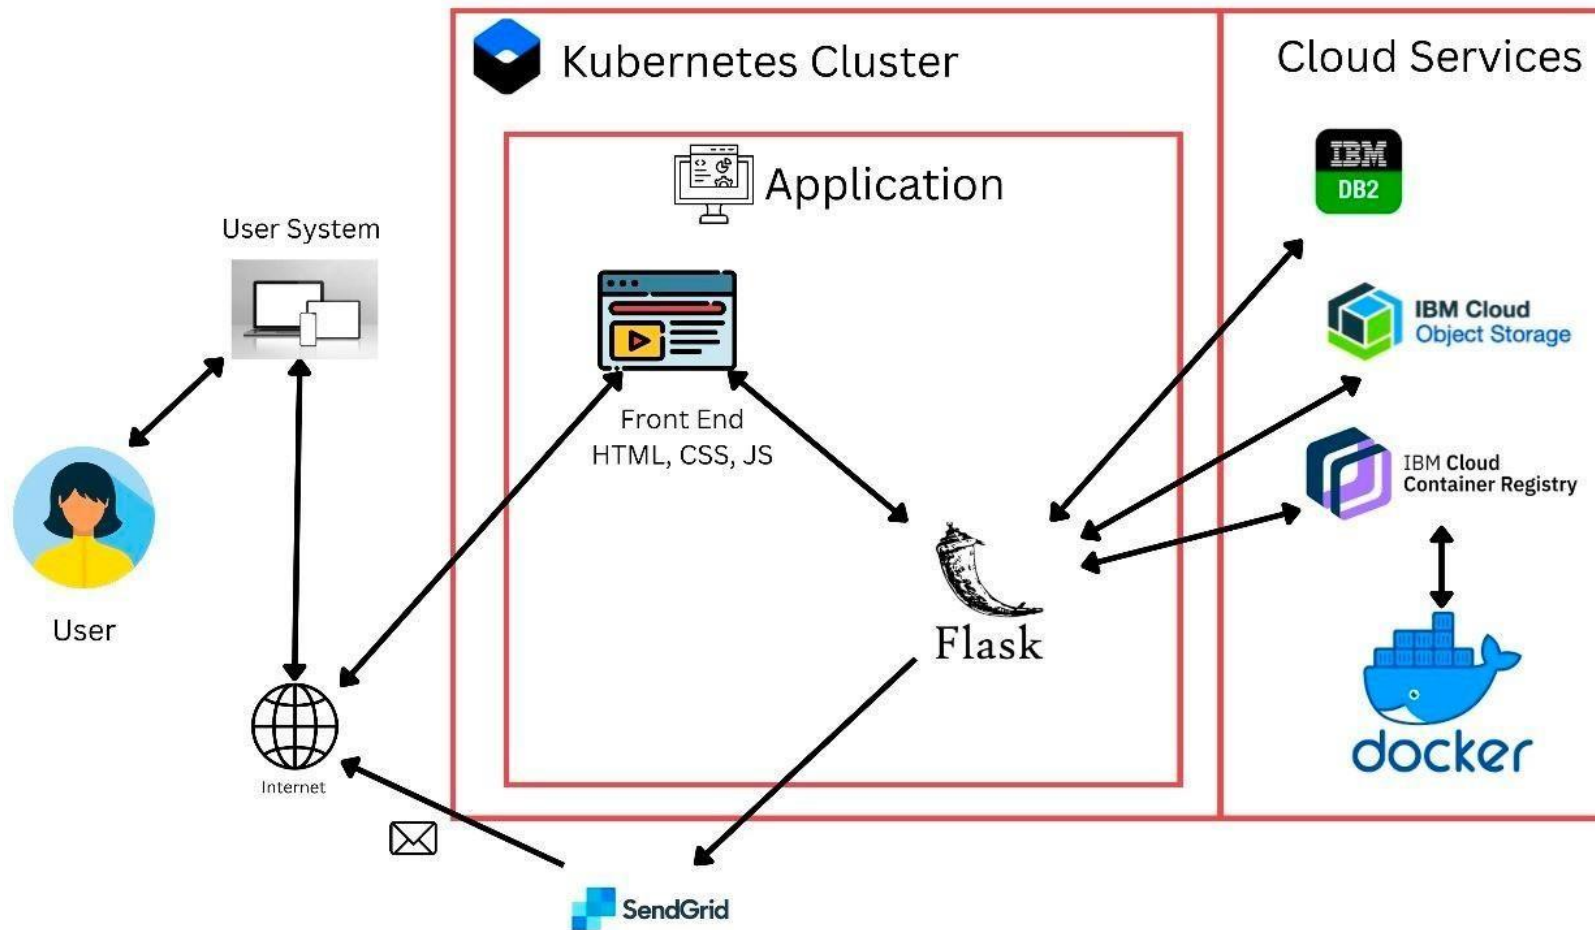 Kubernetes Cluster
Cloud Services
Application
IBM
DB2
User System
IBM Cloud
Object Storage
Front End
HTML, CSS, JS
IBM Cloud
Container Registry
User
Flask
docker
Internet
SendGrid